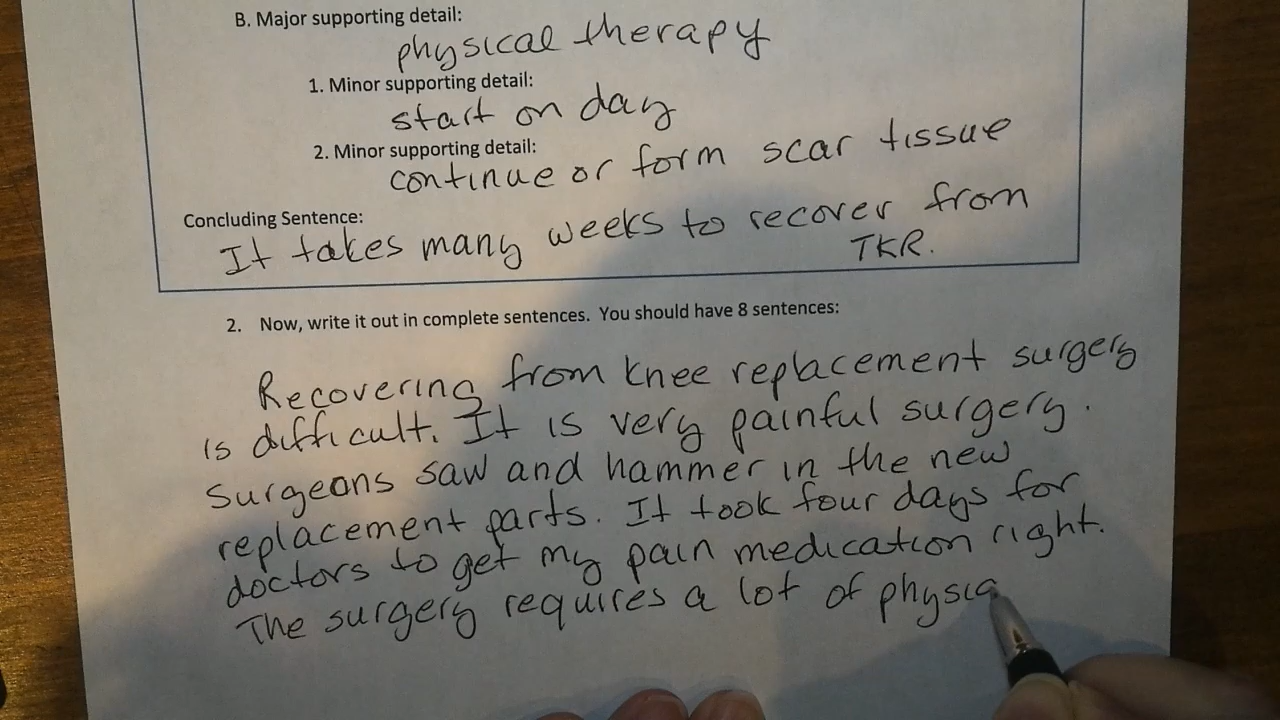 B. Major supporting detail:
physical therapy
1. Minor supporting detail:
start on day
2. Minor supporting detail:
continue or form scar tissue
Concluding Sentence:
It takes many weeks to recover from
TKR.
2. Now, write it out in complete sentences. You should have 8 sentences:
Recovering from knee replacement surgery
is difficult. It is very painful surgery.
Surgeons saw and hammer in the new
replacement parts. It took four days for
doctors to get my pain medication right.
The surgery requires a lot of physica